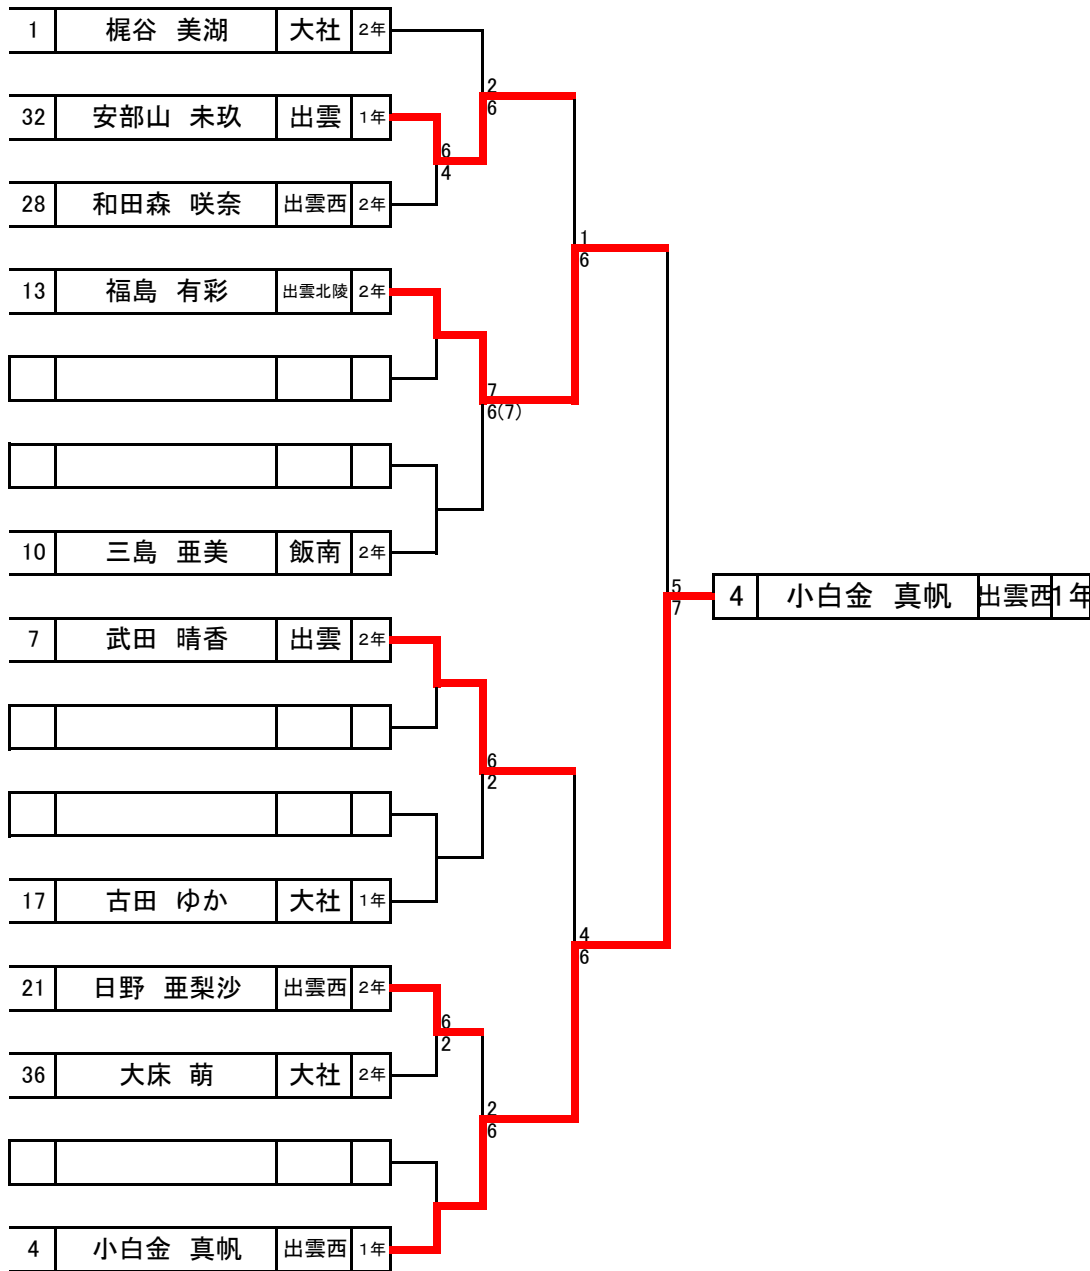 1 梶谷 美湖 大社 2年
2
6
32 安部山 未玖 出雲 1年
6
4
28 和田森 咲奈 出雲西 2年
1
6
13 福島 有彩 出雲北陵 2年
7
6(7)
10 三島 亜美 飯南 2年
5
7
4 小白金 真帆 出雲西 1年
7 武田 晴香 出雲 2年
6
2
17 古田 ゆか 大社 1年
4
6
21 日野 亜梨沙 出雲西 2年
6
2
36 大床 萌 大社 2年
2
6
4 小白金 真帆 出雲西 1年